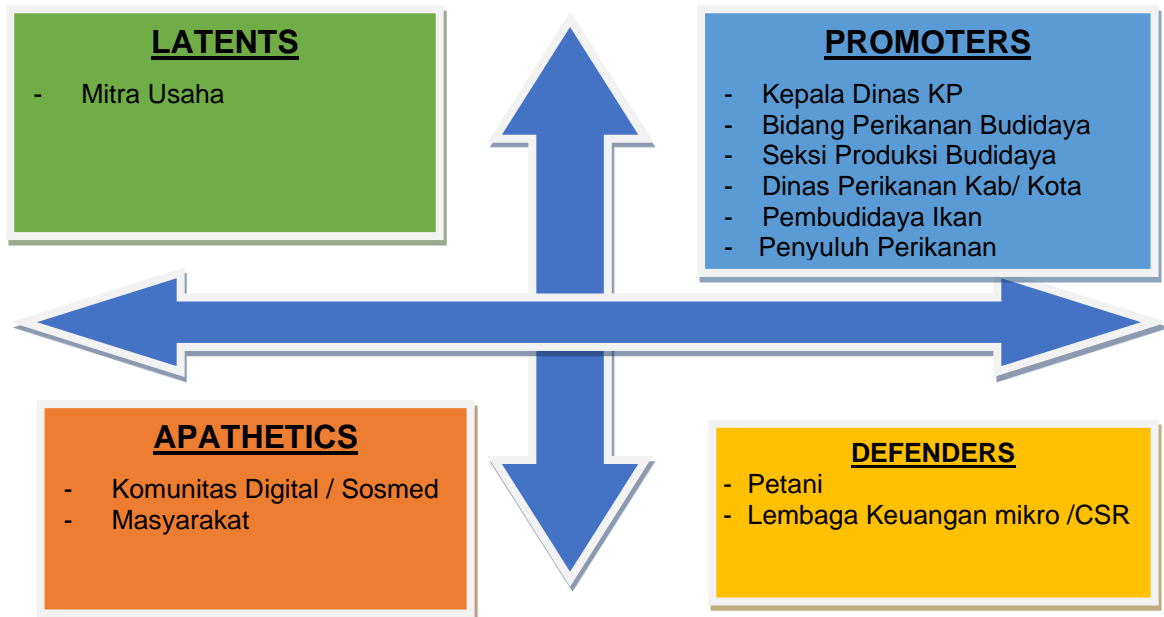 LATENTS
- Mitra Usaha
PROMOTERS
- Kepala Dinas KP
- Bidang Perikanan Budidaya
- Seksi Produksi Budidaya
- Dinas Perikanan Kab/ Kota
- Pembudidaya Ikan
- Penyuluh Perikanan
APATHETICS
- Komunitas Digital / Sosmed
- Masyarakat
DEFENDERS
- Petani
- Lembaga Keuangan mikro /CSR